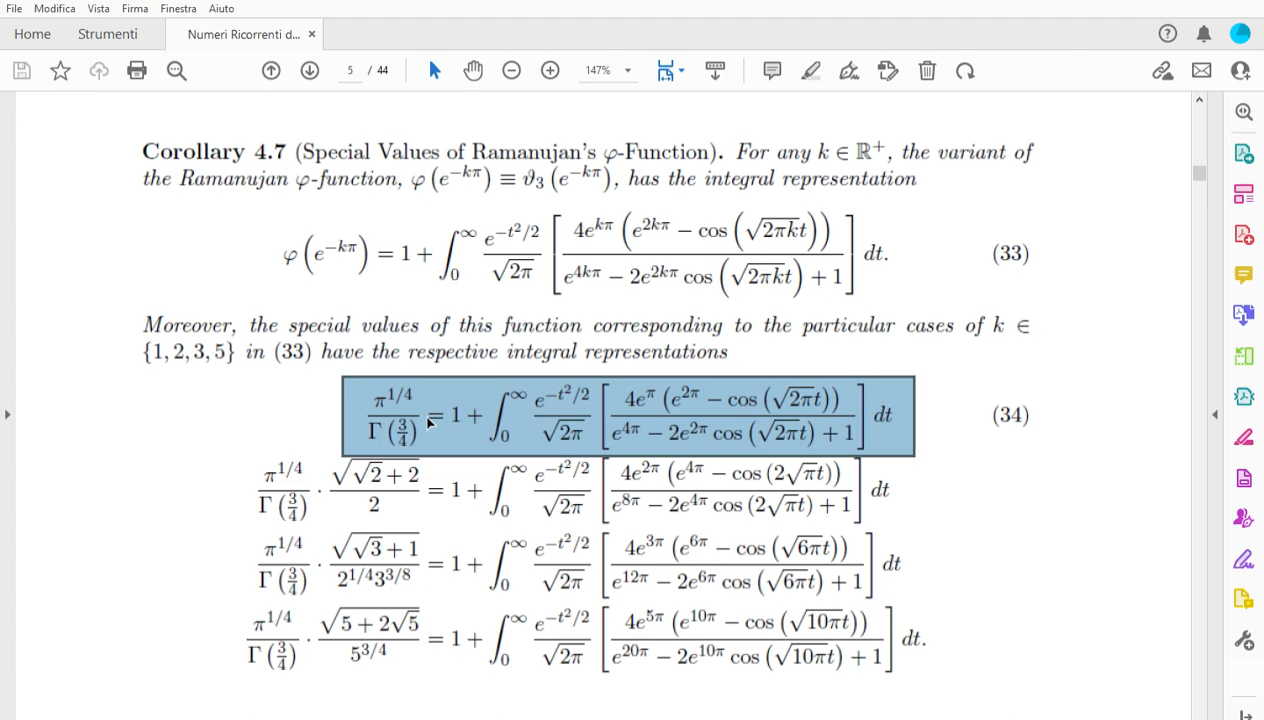 File Modifica Vista Firma Finestra Aiuto
Home Strumenti Numeri Ricorrenti d... ×
5 / 44 147%
Corollary 4.7 (Special Values of Ramanujan's φ-Function). For any k ∈ ℝ⁺, the variant of
the Ramanujan φ-function, φ(e^{−kπ}) ≡ ϑ₃(e^{−kπ}), has the integral representation
φ(e^{−kπ}) = 1 + ∫₀^∞ e^{−t²/2}/√(2π) [ 4e^{kπ}(e^{2kπ} − cos(√(2πk)t)) / (e^{4kπ} − 2e^{2kπ} cos(√(2πk)t) + 1) ] dt. (33)
Moreover, the special values of this function corresponding to the particular cases of k ∈
{1, 2, 3, 5} in (33) have the respective integral representations
π^{1/4}/Γ(3/4) = 1 + ∫₀^∞ e^{−t²/2}/√(2π) [ 4e^{π}(e^{2π} − cos(√(2π)t)) / (e^{4π} − 2e^{2π} cos(√(2π)t) + 1) ] dt (34)
π^{1/4}/Γ(3/4) · √(√2 + 2)/2 = 1 + ∫₀^∞ e^{−t²/2}/√(2π) [ 4e^{2π}(e^{4π} − cos(2√π t)) / (e^{8π} − 2e^{4π} cos(2√π t) + 1) ] dt
π^{1/4}/Γ(3/4) · √(√3 + 1)/(2^{1/4}3^{3/8}) = 1 + ∫₀^∞ e^{−t²/2}/√(2π) [ 4e^{3π}(e^{6π} − cos(√(6π)t)) / (e^{12π} − 2e^{6π} cos(√(6π)t) + 1) ] dt
π^{1/4}/Γ(3/4) · √(5 + 2√5)/5^{3/4} = 1 + ∫₀^∞ e^{−t²/2}/√(2π) [ 4e^{5π}(e^{10π} − cos(√(10π)t)) / (e^{20π} − 2e^{10π} cos(√(10π)t) + 1) ] dt.